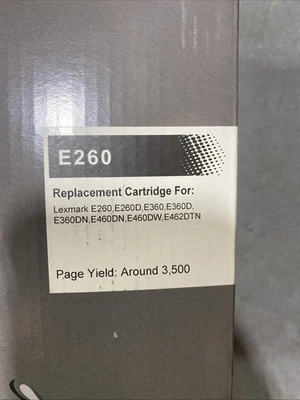 E260
Replacement Cartridge For:
Lexmark E260,E260D,E360,E360D,
E360DN,E460DN,E460DW,E462DTN
Page Yield: Around 3,500